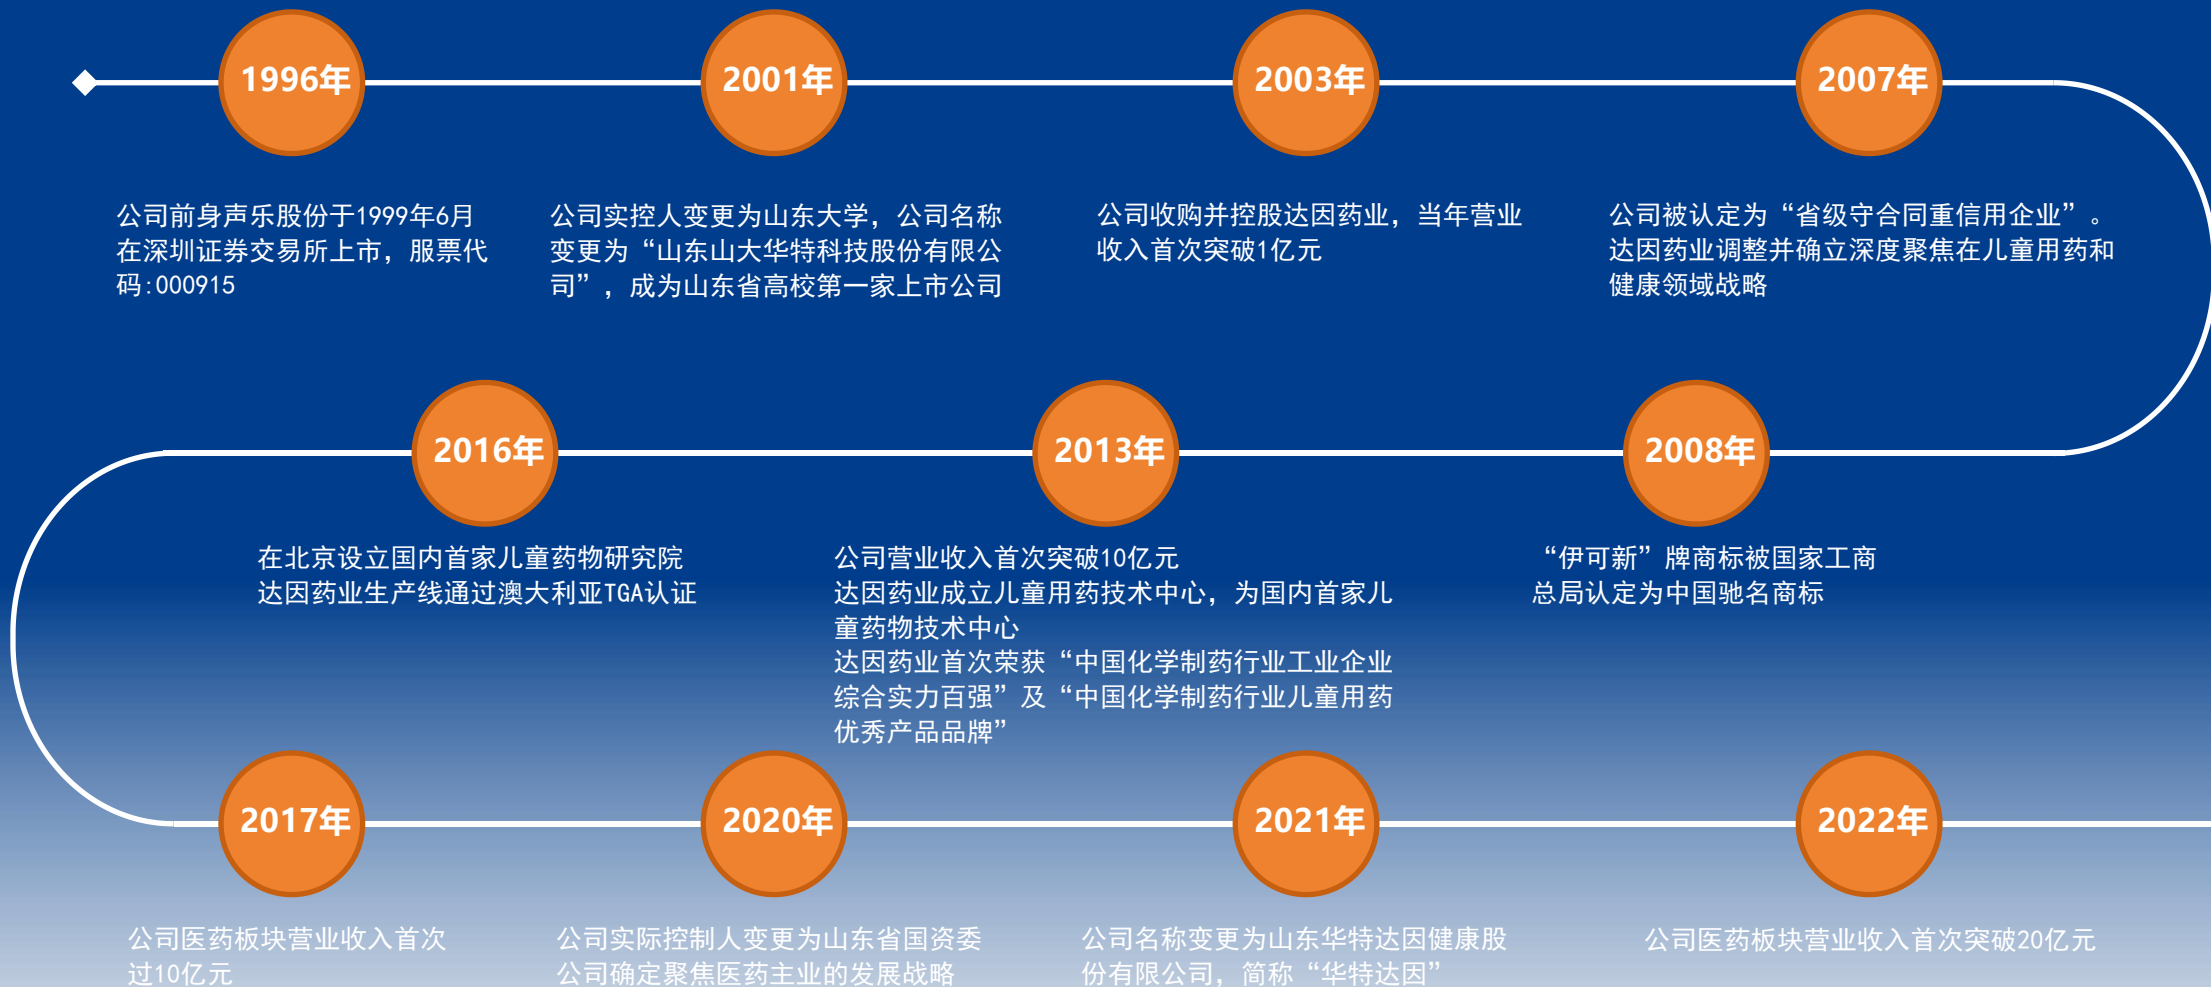 1996年
公司前身声乐股份于1999年6月
在深圳证券交易所上市，服票代
码:000915
2001年
公司实控人变更为山东大学，公司名称
变更为“山东山大华特科技股份有限公
司”，成为山东省高校第一家上市公司
2003年
公司收购并控股达因药业，当年营业
收入首次突破1亿元
2007年
公司被认定为“省级守合同重信用企业”。
达因药业调整并确立深度聚焦在儿童用药和
健康领域战略
2008年
“伊可新”牌商标被国家工商
总局认定为中国驰名商标
2013年
公司营业收入首次突破10亿元
达因药业成立儿童用药技术中心，为国内首家儿
童药物技术中心
达因药业首次荣获“中国化学制药行业工业企业
综合实力百强”及“中国化学制药行业儿童用药
优秀产品品牌”
2016年
在北京设立国内首家儿童药物研究院
达因药业生产线通过澳大利亚TGA认证
2017年
公司医药板块营业收入首次
过10亿元
2020年
公司实际控制人变更为山东省国资委
公司确定聚焦医药主业的发展战略
2021年
公司名称变更为山东华特达因健康股
份有限公司，简称“华特达因”
2022年
公司医药板块营业收入首次突破20亿元